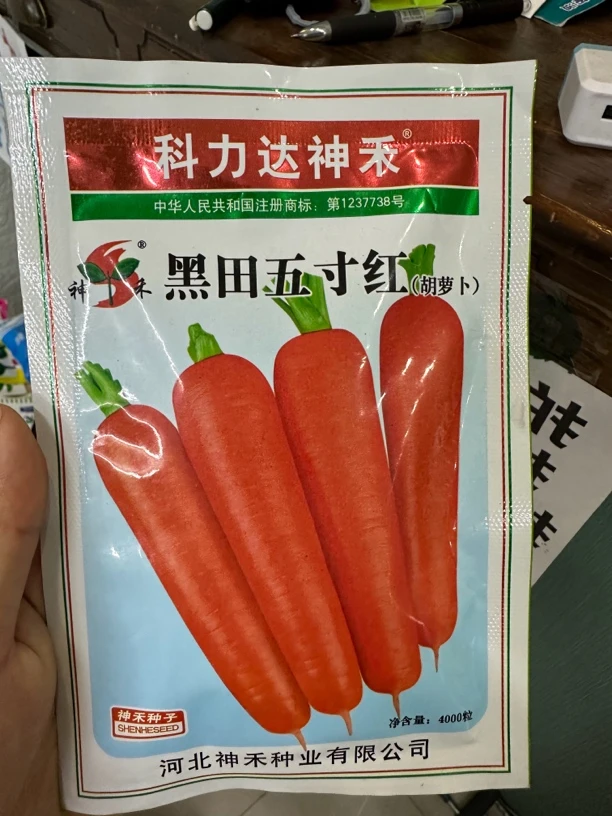 科力达神禾®
中华人民共和国注册商标：第1237738号
®
神 禾
黑田五寸红(胡萝卜)
神禾种子
SHENHESEED
净含量：4000粒
河北神禾种业有限公司